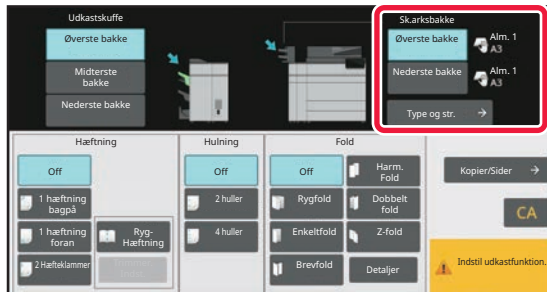 Udkastskuffe
Øverste bakke
Midterste
bakke
Nederste bakke
Sk.arksbakke
Øverste bakke
Alm. 1
A3
Nederste bakke
Alm. 1
A3
Type og str.
Hæftning
Off
1 hæftning
bagpå
1 hæftning
foran
2 Hæfteklammer
Ryg-
Hæftning
Hulning
Off
2 huller
4 huller
Fold
Off
Rygfold
Enkeltfold
Brevfold
Harm.
Fold
Dobbelt
fold
Z-fold
Detaljer
Kopier/Sider
CA
Indstil udkastfunktion.